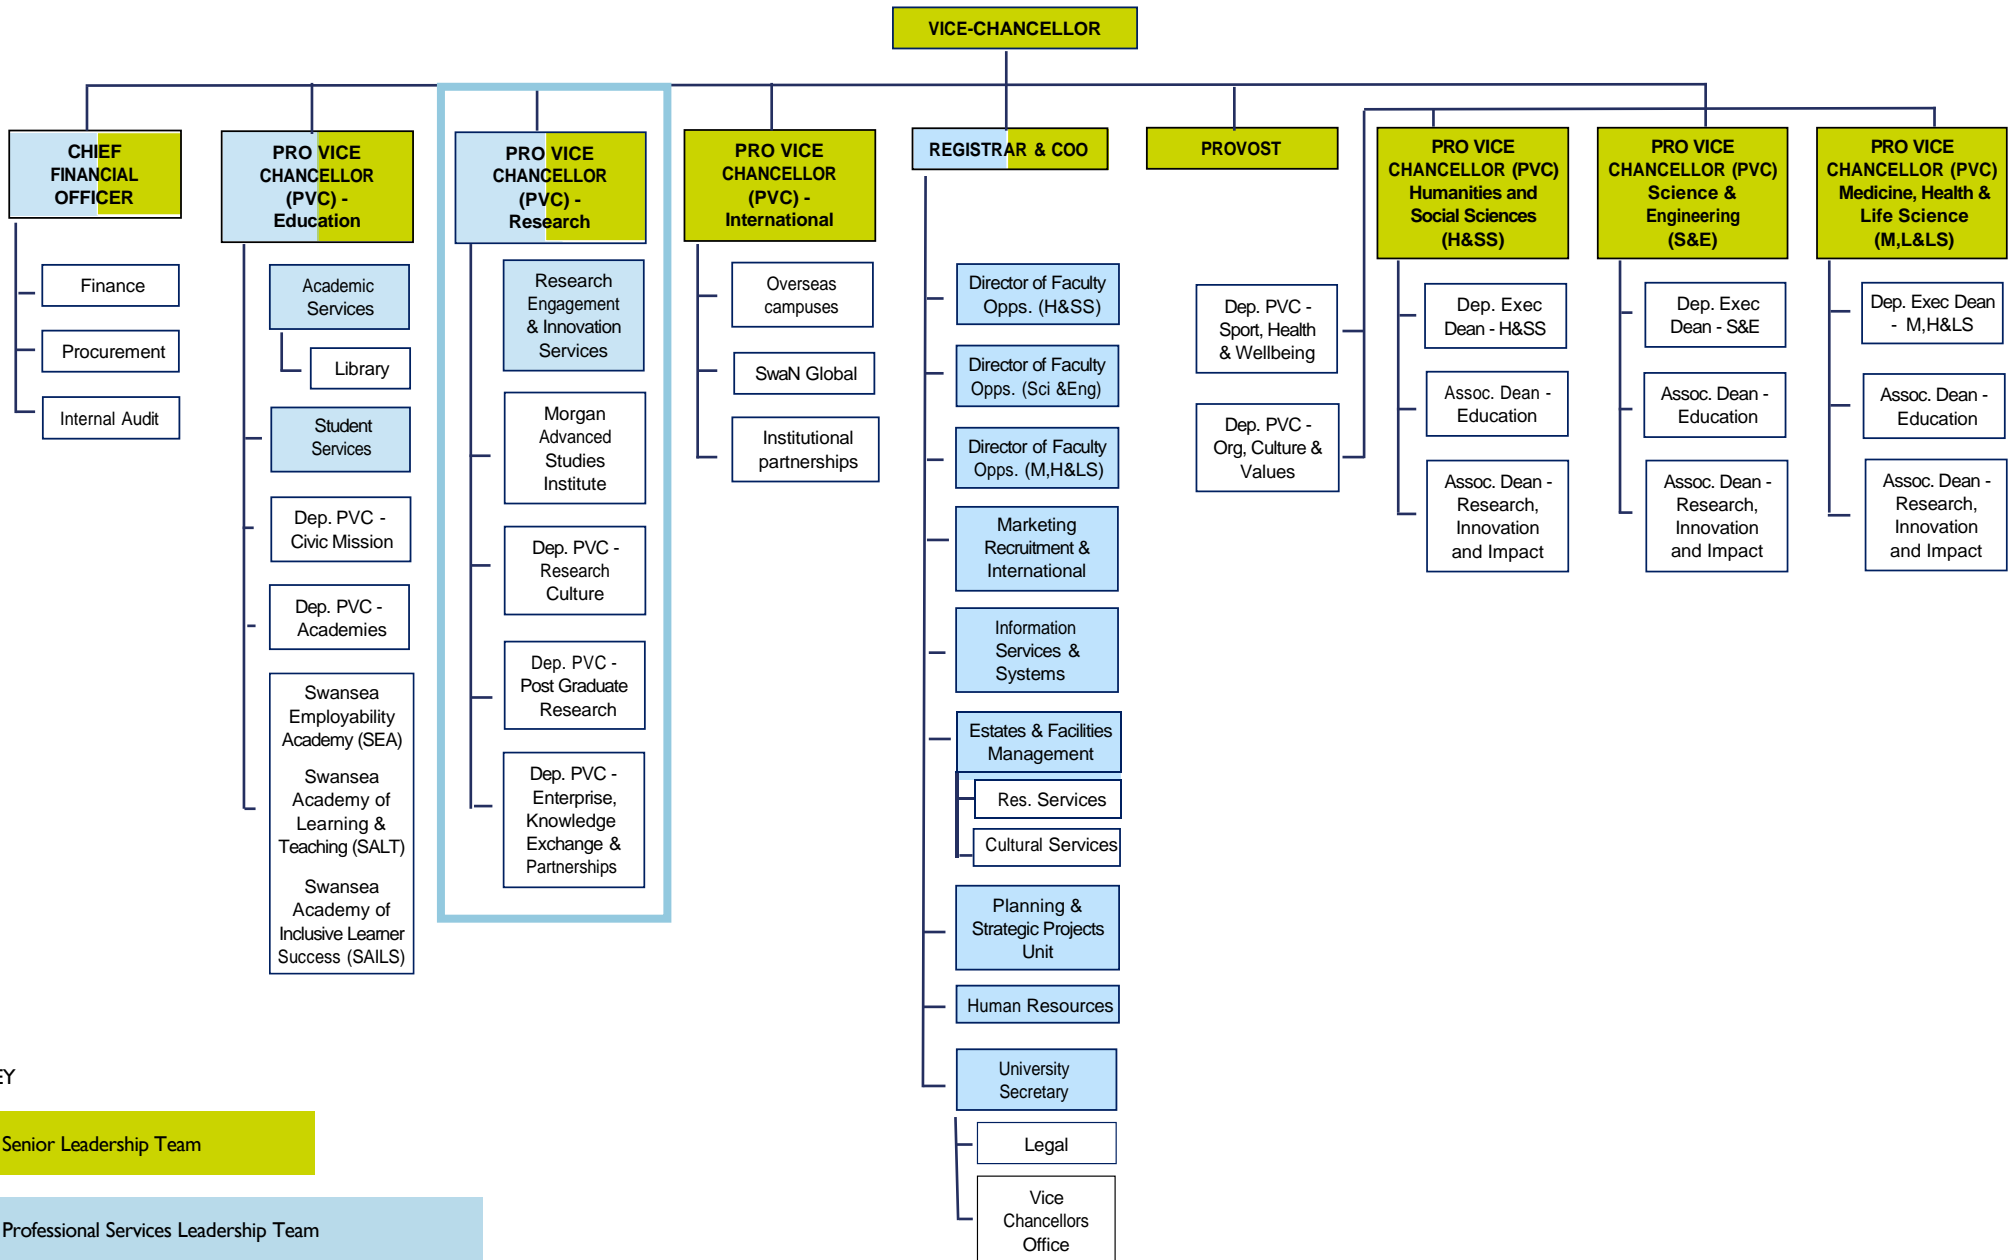 VICE-CHANCELLOR
CHIEF
FINANCIAL
OFFICER
Finance
Procurement
Internal Audit
PRO VICE
CHANCELLOR
(PVC) -
Education
Academic
Services
Library
Student
Services
Dep. PVC -
Civic Mission
Dep. PVC -
Academies
Swansea
Employability
Academy (SEA)
Swansea
Academy of
Learning &
Teaching (SALT)
Swansea
Academy of
Inclusive Learner
Success (SAILS)
PRO VICE
CHANCELLOR
(PVC) -
Research
Research
Engagement
& Innovation
Services
Morgan
Advanced
Studies
Institute
Dep. PVC -
Research
Culture
Dep. PVC -
Post Graduate
Research
Dep. PVC -
Enterprise,
Knowledge
Exchange &
Partnerships
PRO VICE
CHANCELLOR
(PVC) -
International
Overseas
campuses
SwaN Global
Institutional
partnerships
REGISTRAR & COO
Director of Faculty
Opps. (H&SS)
Director of Faculty
Opps. (Sci &Eng)
Director of Faculty
Opps. (M,H&LS)
Marketing
Recruitment &
International
Information
Services &
Systems
Estates & Facilities
Management
Res. Services
Cultural Services
Planning &
Strategic Projects
Unit
Human Resources
University
Secretary
Legal
Vice
Chancellors
Office
PROVOST
Dep. PVC -
Sport, Health
& Wellbeing
Dep. PVC -
Org, Culture &
Values
PRO VICE
CHANCELLOR (PVC)
Humanities and
Social Sciences
(H&SS)
Dep. Exec
Dean - H&SS
Assoc. Dean -
Education
Assoc. Dean -
Research,
Innovation
and Impact
PRO VICE
CHANCELLOR (PVC)
Science &
Engineering
(S&E)
Dep. Exec
Dean - S&E
Assoc. Dean -
Education
Assoc. Dean -
Research,
Innovation
and Impact
PRO VICE
CHANCELLOR (PVC)
Medicine, Health &
Life Science
(M,L&LS)
Dep. Exec Dean
- M,H&LS
Assoc. Dean -
Education
Assoc. Dean -
Research,
Innovation
and Impact
EY
Senior Leadership Team
Professional Services Leadership Team